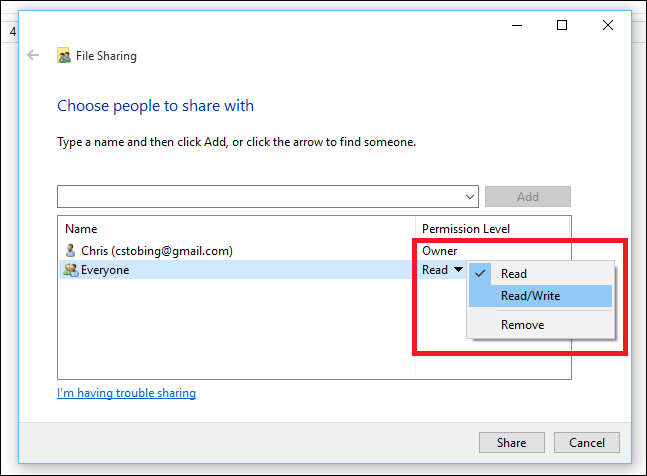 4
File Sharing
Choose people to share with
Type a name and then click Add, or click the arrow to find someone.
Add
Name Permission Level
Chris (cstobing@gmail.com) Owner
Everyone Read
Read
Read/Write
Remove
I'm having trouble sharing
Share Cancel